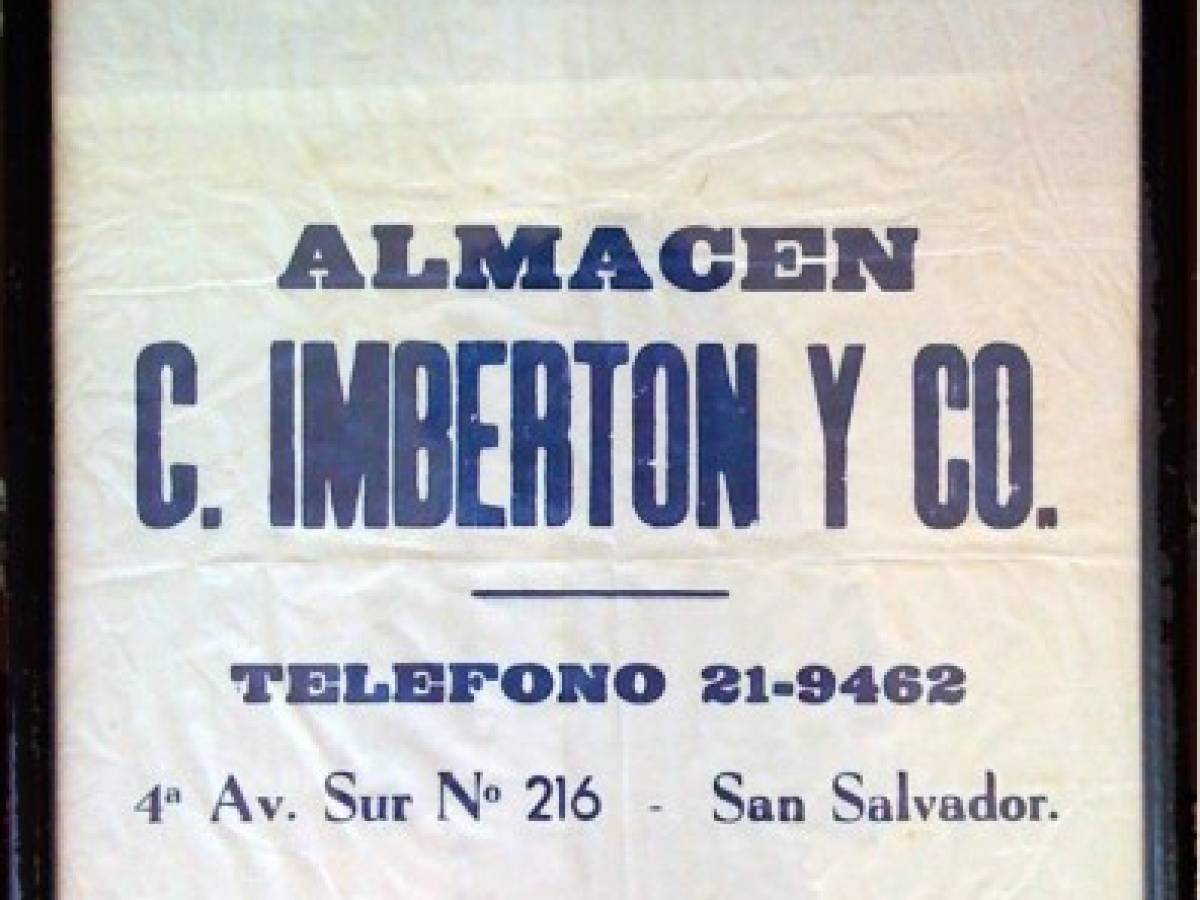 ALMACEN
C. IMBERTON Y CO.
TELEFONO 21-9462
4ª Av. Sur Nº 216 - San Salvador.